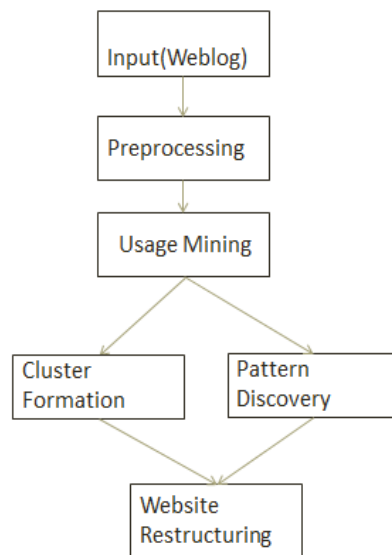 Input(Weblog)
Preprocessing
Usage Mining
Cluster
Formation
Pattern
Discovery
Website
Restructuring